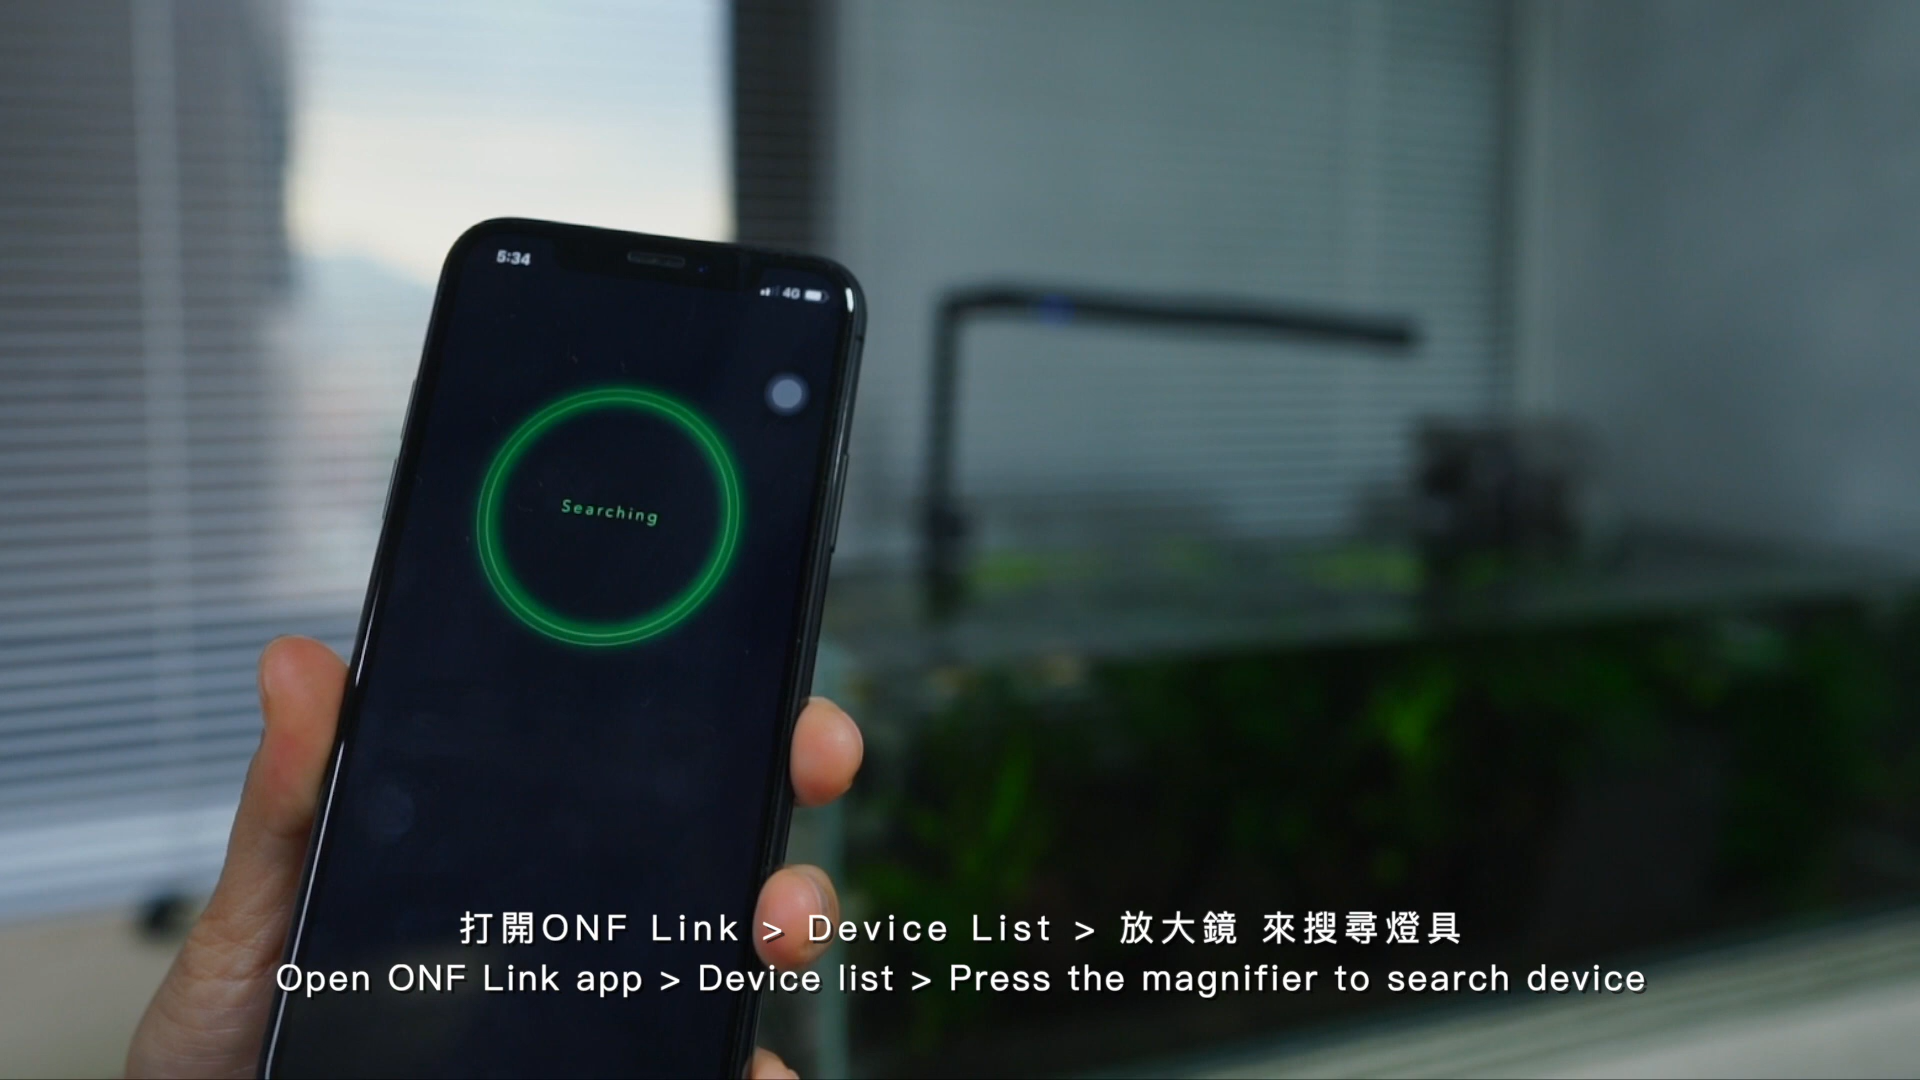 5:34
4G
Searching
打開ONF Link > Device List > 放大鏡 來搜尋燈具
Open ONF Link app > Device list > Press the magnifier to search device